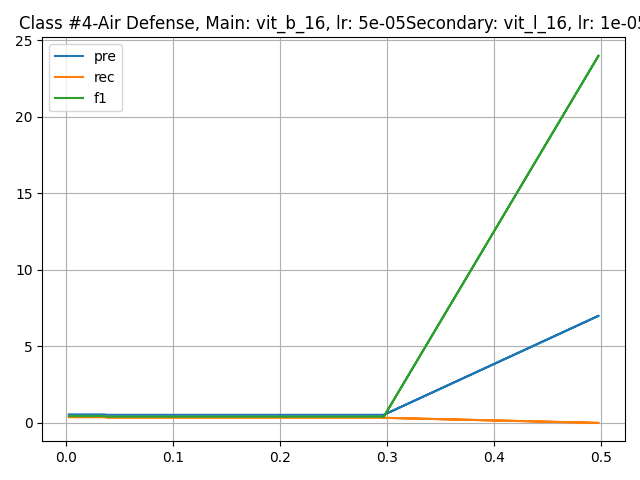 Class #4-Air Defense, Main: vit_b_16, lr: 5e-05Secondary: vit_l_16, lr: 1e-05
pre
rec
f1
25
20
15
10
5
0
0.0 0.1 0.2 0.3 0.4 0.5